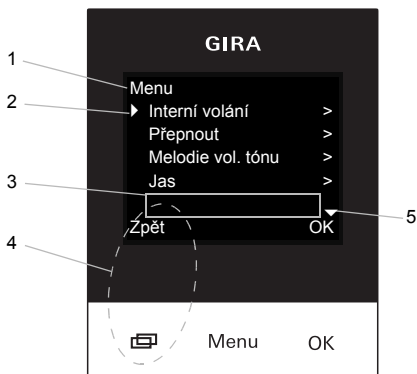 GIRA
1 Menu
2 Interní volání >
Přepnout >
Melodie vol. tónu >
Jas >
3
Zpět OK 5
4
Menu OK